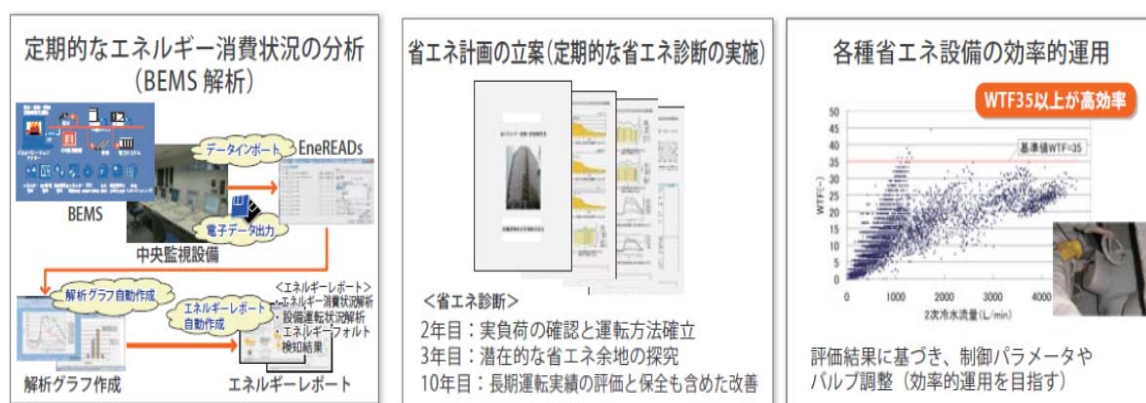 定期的なエネルギー消費状況の分析
（BEMS 解析）
データインポート
EneREADs
BEMS
電子データ出力
中央監視設備
解析グラフ自動作成
エネルギーレポート
自動作成
＜エネルギーレポート＞
・エネルギー消費状況解析
・設備運転状況解析
・エネルギーフォルト
検知結果
解析グラフ作成
エネルギーレポート
省エネ計画の立案（定期的な省エネ診断の実施）
＜省エネ診断＞
2年目：実負荷の確認と運転方法確立
3年目：潜在的な省エネ余地の探究
10年目：長期運転実績の評価と保全も含めた改善
各種省エネ設備の効率的運用
WTF35以上が高効率
基準値WTF=35
WTF(-)
50
45
40
35
30
25
20
15
10
5
0
0
1000
2000
3000
4000
2次冷水流量(L/min)
評価結果に基づき、制御パラメータや
バルブ調整（効率的運用を目指す）